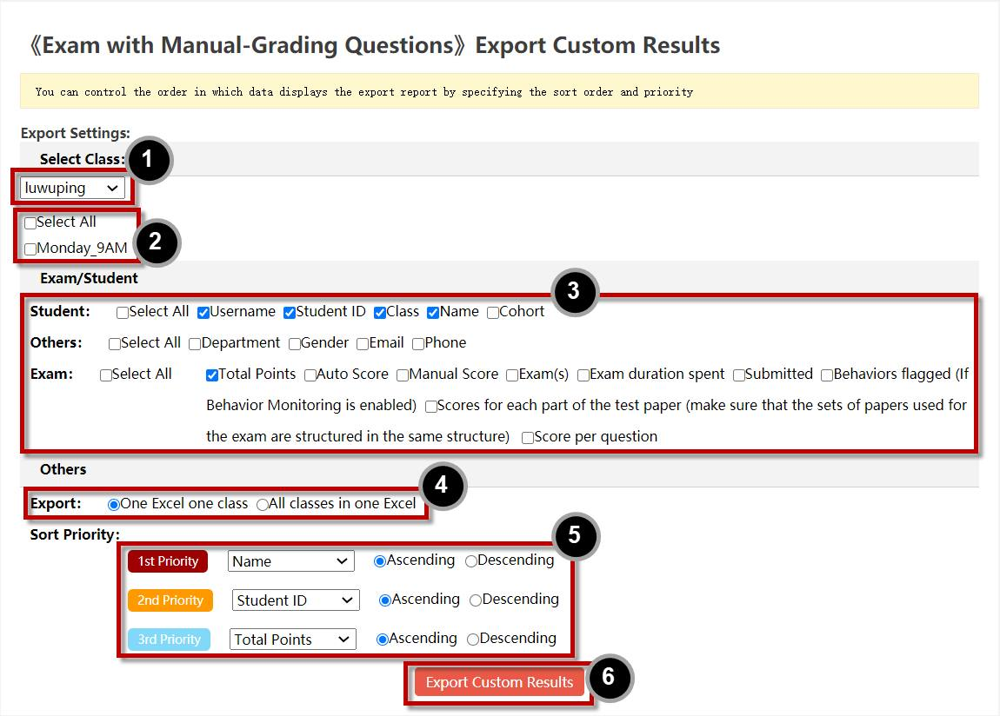 《Exam with Manual-Grading Questions》 Export Custom Results
You can control the order in which data displays the export report by specifying the sort order and priority
Export Settings:
Select Class: 1
luwuping
Select All
Monday_9AM 2
Exam/Student
3
Student: Select All Username Student ID Class Name Cohort
Others: Select All Department Gender Email Phone
Exam: Select All Total Points Auto Score Manual Score Exam(s) Exam duration spent Submitted Behaviors flagged (If
Behavior Monitoring is enabled) Scores for each part of the test paper (make sure that the sets of papers used for
the exam are structured in the same structure) Score per question
Others
4
Export: One Excel one class All classes in one Excel
Sort Priority: 5
1st Priority Name Ascending Descending
2nd Priority Student ID Ascending Descending
3rd Priority Total Points Ascending Descending
Export Custom Results 6